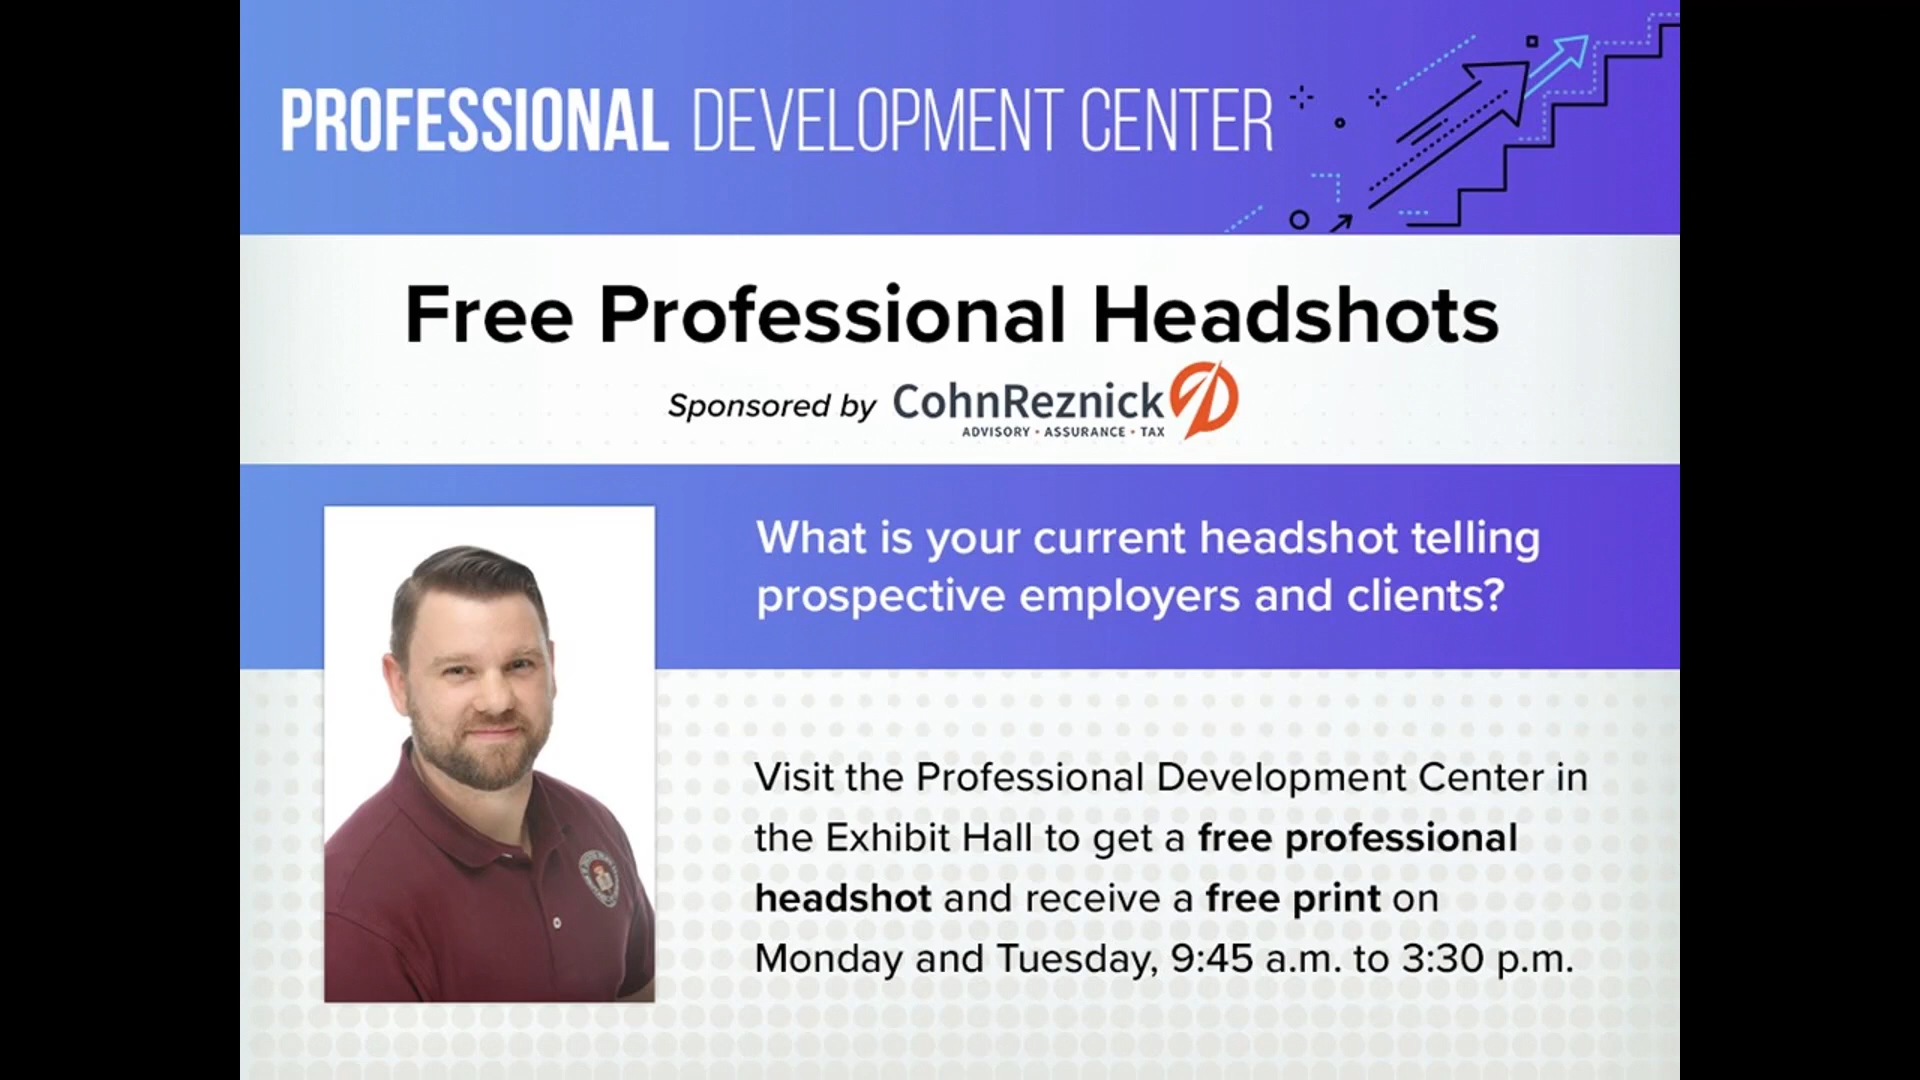 PROFESSIONAL DEVELOPMENT CENTER
Free Professional Headshots
Sponsored by CohnReznick
ADVISORY • ASSURANCE • TAX
What is your current headshot telling
prospective employers and clients?
Visit the Professional Development Center in
the Exhibit Hall to get a free professional
headshot and receive a free print on
Monday and Tuesday, 9:45 a.m. to 3:30 p.m.